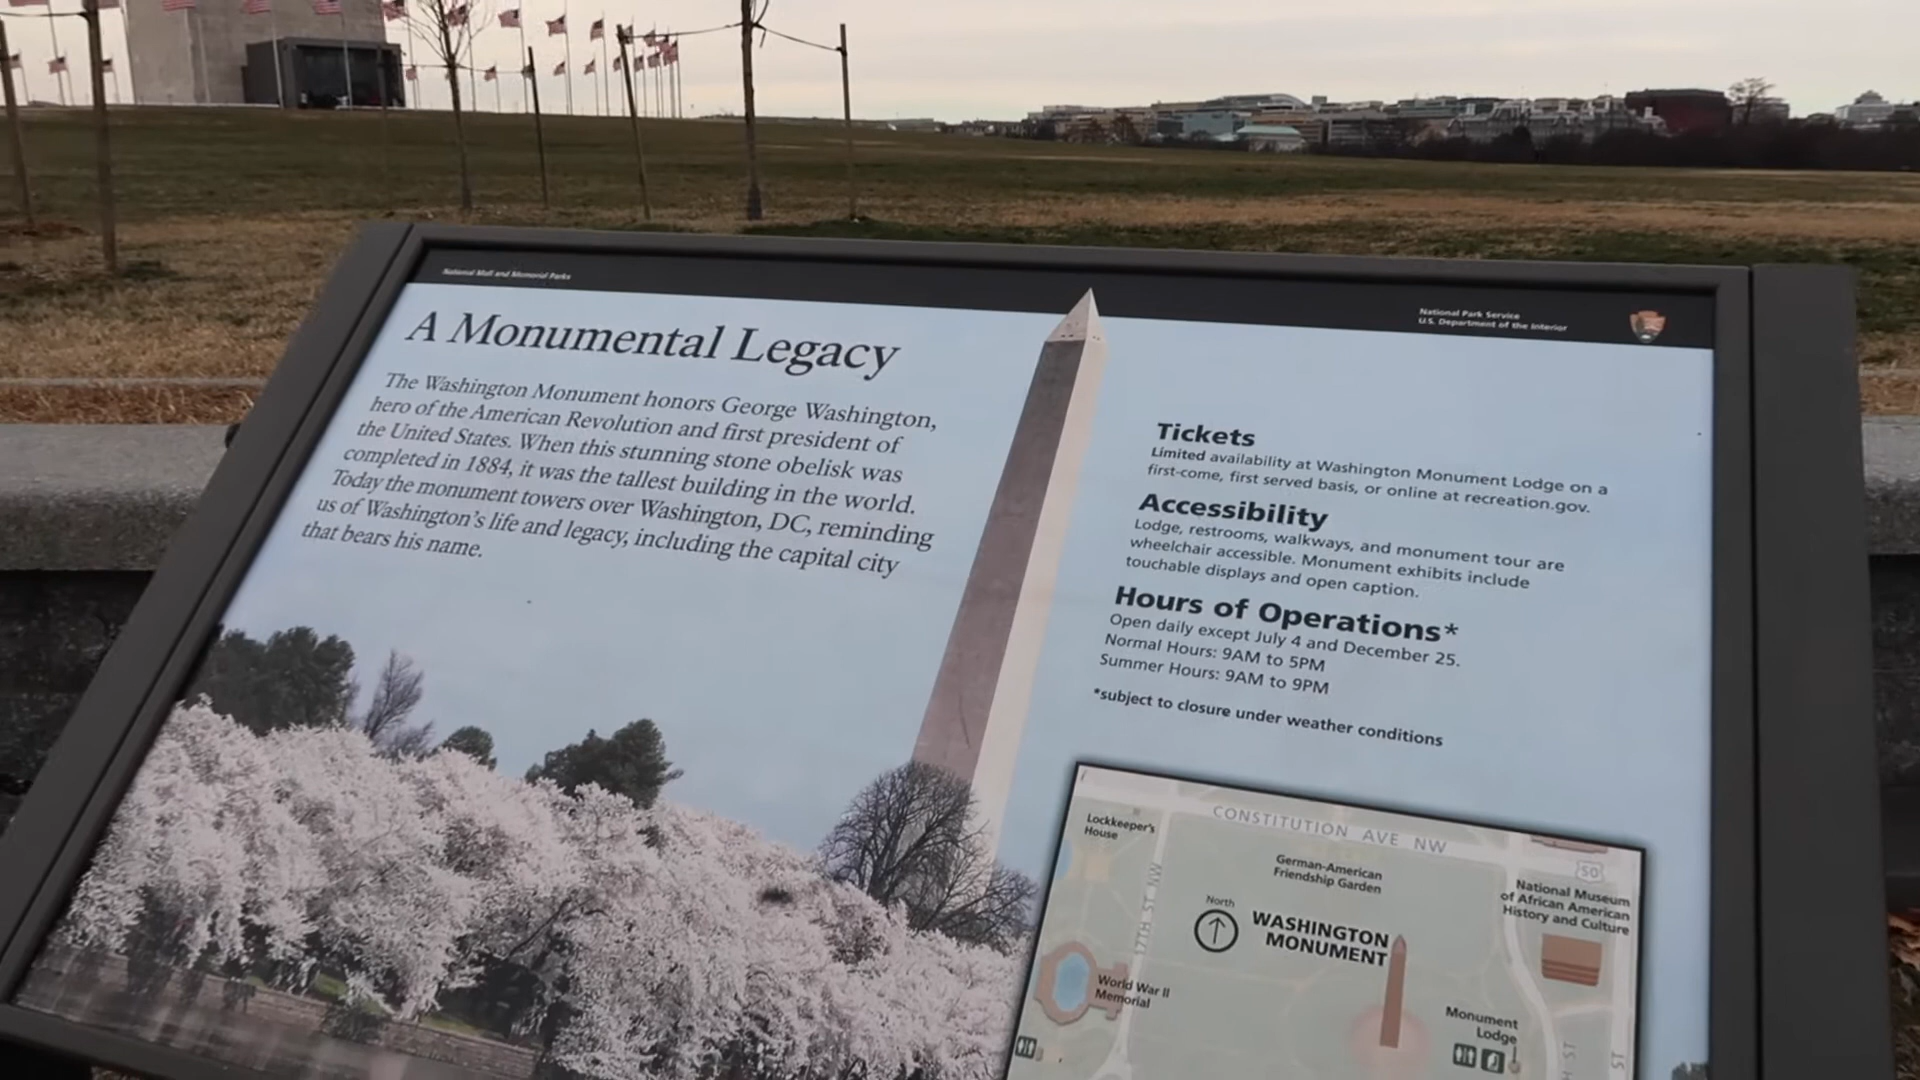 National Mall and Memorial Parks
National Park Service
U.S. Department of the Interior
A Monumental Legacy
The Washington Monument honors George Washington,
hero of the American Revolution and first president of
the United States. When this stunning stone obelisk was
completed in 1884, it was the tallest building in the world.
Today the monument towers over Washington, DC, reminding
us of Washington's life and legacy, including the capital city
that bears his name.
Tickets
Limited availability at Washington Monument Lodge on a
first-come, first served basis, or online at recreation.gov.
Accessibility
Lodge, restrooms, walkways, and monument tour are
wheelchair accessible. Monument exhibits include
touchable displays and open caption.
Hours of Operations*
Open daily except July 4 and December 25.
Normal Hours: 9AM to 5PM
Summer Hours: 9AM to 9PM
*subject to closure under weather conditions
CONSTITUTION AVE NW
Lockkeeper's
House
17TH ST NW
German-American
Friendship Garden
50
National Museum
of African American
History and Culture
North
WASHINGTON
MONUMENT
World War II
Memorial
Monument
Lodge
ST
ST